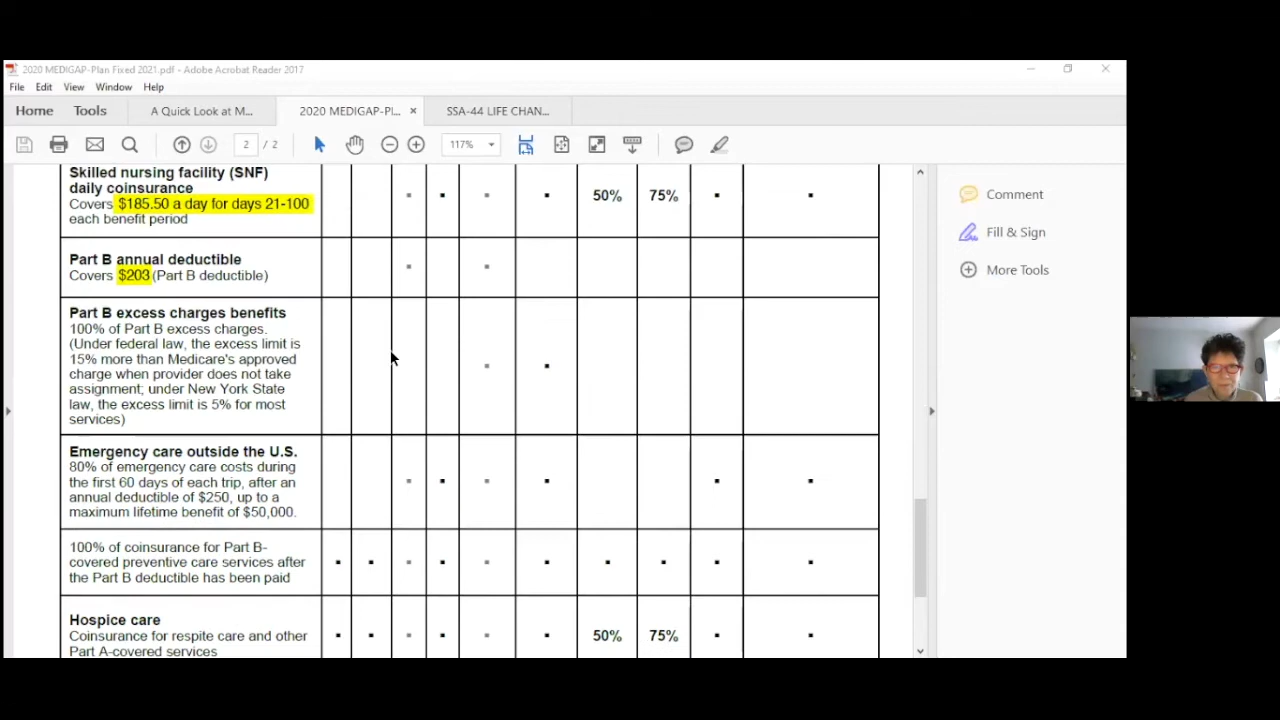 2020 MEDIGAP-Plan Fixed 2021.pdf - Adobe Acrobat Reader 2017
File Edit View Window Help
Home Tools A Quick Look at M... 2020 MEDIGAP-Pl... × SSA-44 LIFE CHAN...
2 / 2 117%
Skilled nursing facility (SNF)
daily coinsurance
Covers $185.50 a day for days 21-100
each benefit period
▪ ▪ ▪ ▪ 50% 75% ▪ ▪
Part B annual deductible
Covers $203 (Part B deductible)
▪ ▪
Part B excess charges benefits
100% of Part B excess charges.
(Under federal law, the excess limit is
15% more than Medicare's approved
charge when provider does not take
assignment; under New York State
law, the excess limit is 5% for most
services)
▪ ▪
Emergency care outside the U.S.
80% of emergency care costs during
the first 60 days of each trip, after an
annual deductible of $250, up to a
maximum lifetime benefit of $50,000.
▪ ▪ ▪ ▪ ▪ ▪
100% of coinsurance for Part B-
covered preventive care services after
the Part B deductible has been paid
▪ ▪ ▪ ▪ ▪ ▪ ▪ ▪ ▪ ▪
Hospice care
Coinsurance for respite care and other
Part A-covered services
▪ ▪ ▪ ▪ ▪ ▪ 50% 75% ▪ ▪
Comment
Fill & Sign
More Tools